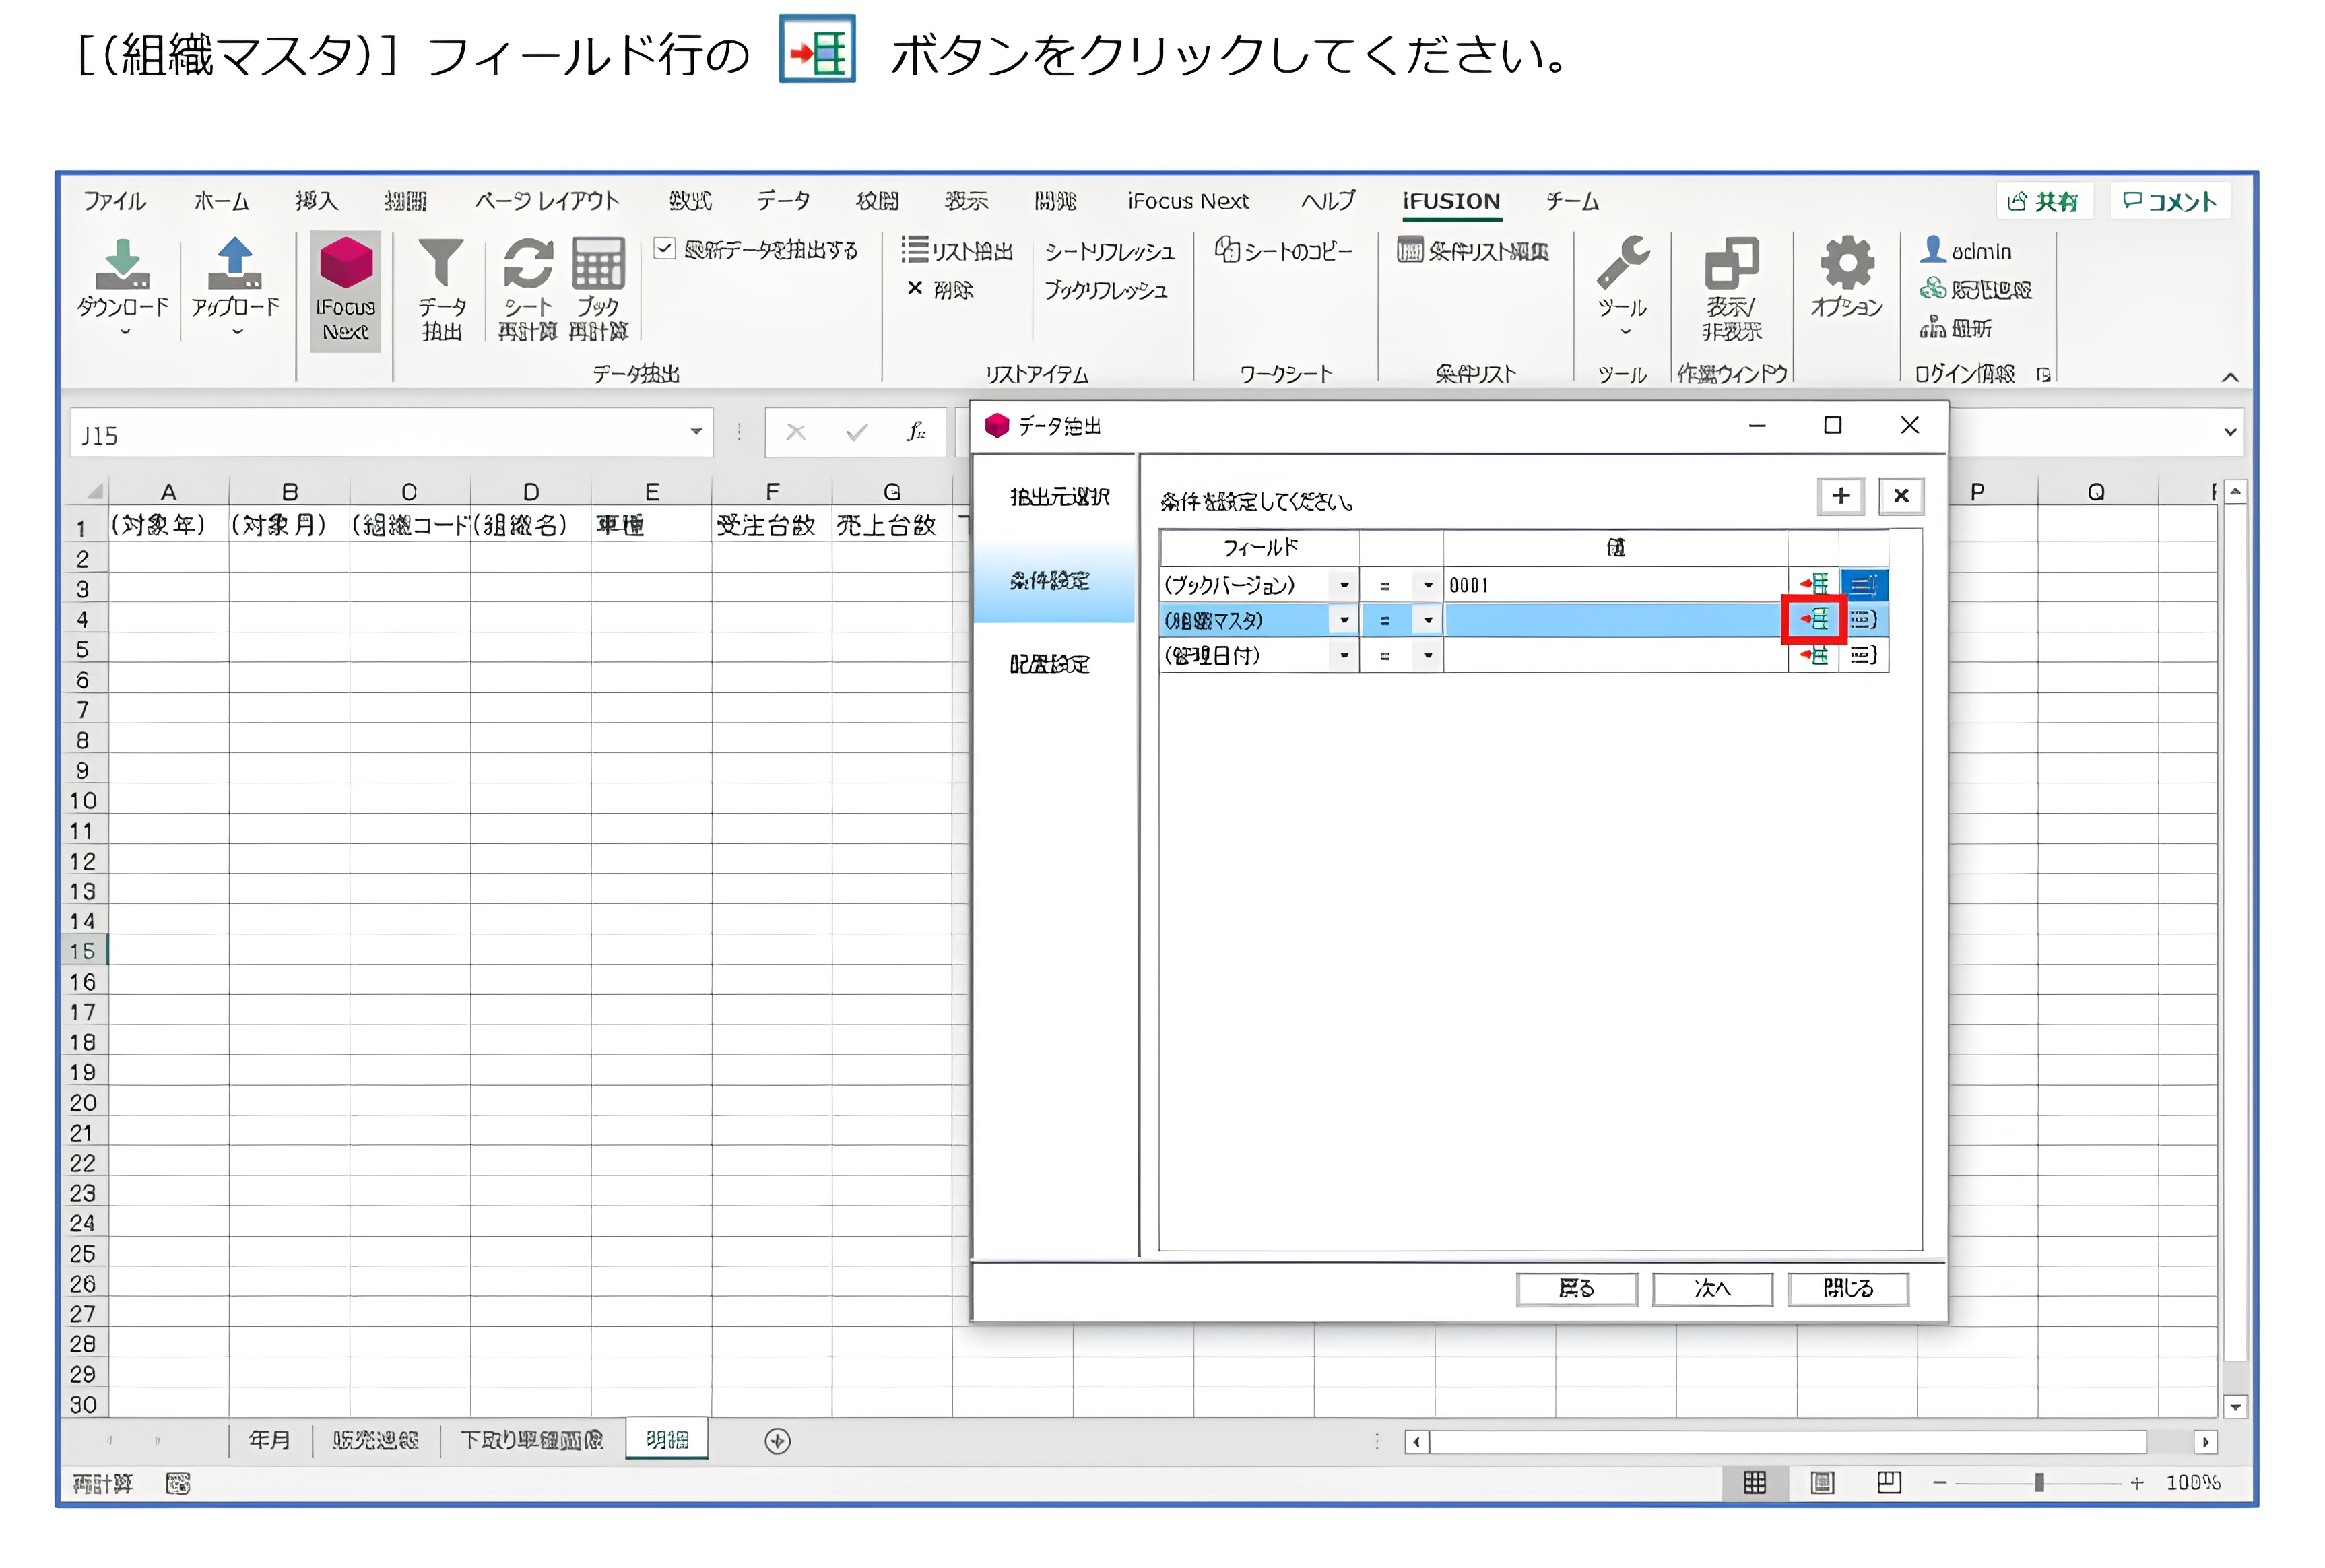 [(組織マスタ)] フィールド行の ボタンをクリックしてください。
ファイル ホーム 挿入 描画 ページ レイアウト 数式 データ 校閲 表示 開発 iFocus Next ヘルプ iFUSION チーム 共有 コメント
ダウンロード アップロード iFocus Next データ抽出 シート再計算 ブック再計算 最新データを抽出する リスト抽出 シートリフレッシュ シートのコピー 条件リスト編集 ツール 表示/非表示 オプション admin
削除 ブックリフレッシュ 販売速報
データ抽出 リストアイテム ワークシート 条件リスト ツール 作業ウィンドウ ログイン情報
J15 fx
データ抽出
A B C D E F G P Q
1 (対象年) (対象月) (組織コード (組織名) 車種 受注台数 売上台数
2
3
4
5
6
7
8
9
10
11
12
13
14
15
16
17
18
19
20
21
22
23
24
25
26
27
28
29
30
抽出元選択
条件設定
配置設定
条件を設定してください。
フィールド 値
(ブックバージョン) = 0001
(組織マスタ) =
(管理日付) =
戻る 次へ 閉じる
年月 販売速報 下取り車種画像 明細
再計算 100%